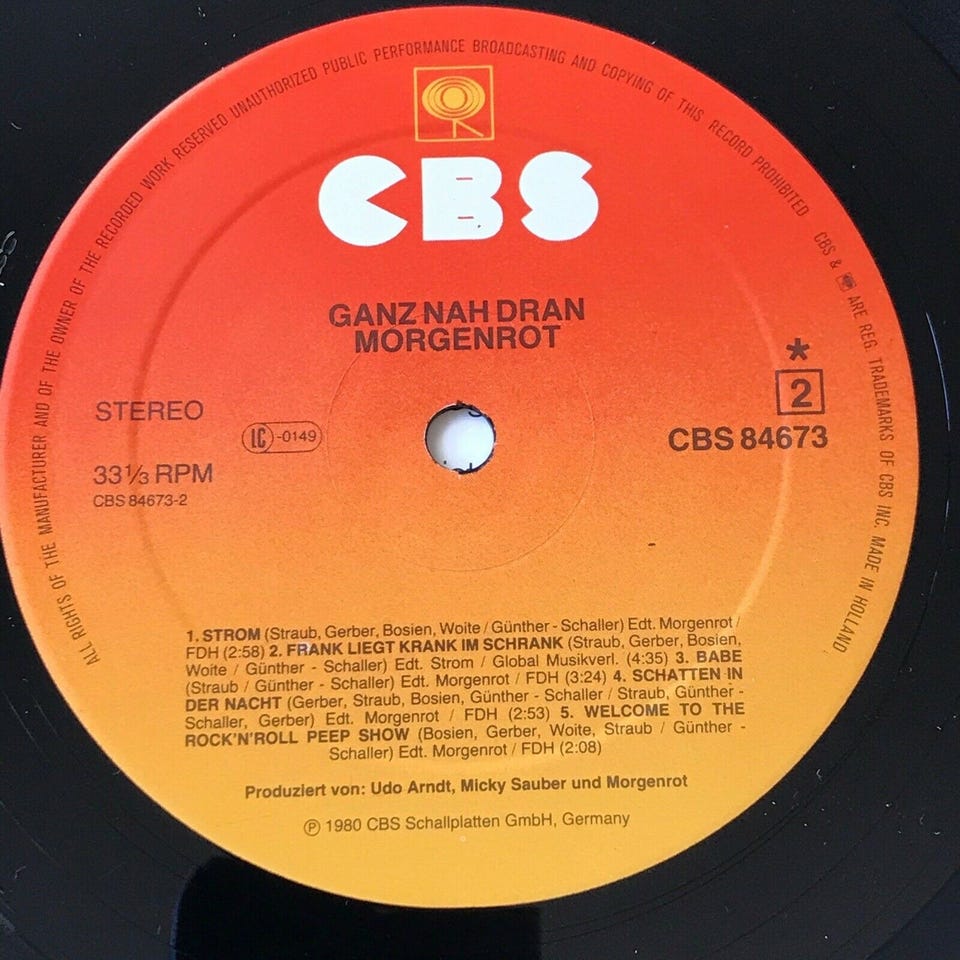 ALL RIGHTS OF THE MANUFACTURER AND OF THE OWNER OF THE RECORDED WORK RESERVED UNAUTHORIZED PUBLIC PERFORMANCE BROADCASTING AND COPYING OF THIS RECORD PROHIBITED
CBS & ARE REG. TRADEMARKS OF CBS INC. MADE IN HOLLAND
CBS
GANZ NAH DRAN
MORGENROT
STEREO
LC -0149
33⅓ RPM
CBS 84673-2
*
2
CBS 84673
1. STROM (Straub, Gerber, Bosien, Woite / Günther - Schaller) Edt. Morgenrot /
FDH (2:58) 2. FRANK LIEGT KRANK IM SCHRANK (Straub, Gerber, Bosien,
Woite / Günther - Schaller) Edt. Strom / Global Musikverl. (4:35) 3. BABE
(Straub / Günther - Schaller) Edt. Morgenrot / FDH (3:24) 4. SCHATTEN IN
DER NACHT (Gerber, Straub, Bosien, Günther - Schaller / Straub, Günther -
Schaller, Gerber) Edt. Morgenrot / FDH (2:53) 5. WELCOME TO THE
ROCK'N'ROLL PEEP SHOW (Bosien, Gerber, Woite, Straub / Günther -
Schaller) Edt. Morgenrot / FDH (2:08)
Produziert von: Udo Arndt, Micky Sauber und Morgenrot
℗ 1980 CBS Schallplatten GmbH, Germany